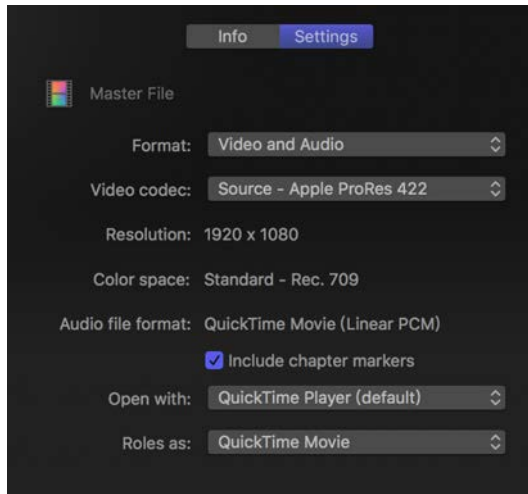 Info Settings
Master File
Format: Video and Audio
Video codec: Source - Apple ProRes 422
Resolution: 1920 x 1080
Color space: Standard - Rec. 709
Audio file format: QuickTime Movie (Linear PCM)
Include chapter markers
Open with: QuickTime Player (default)
Roles as: QuickTime Movie